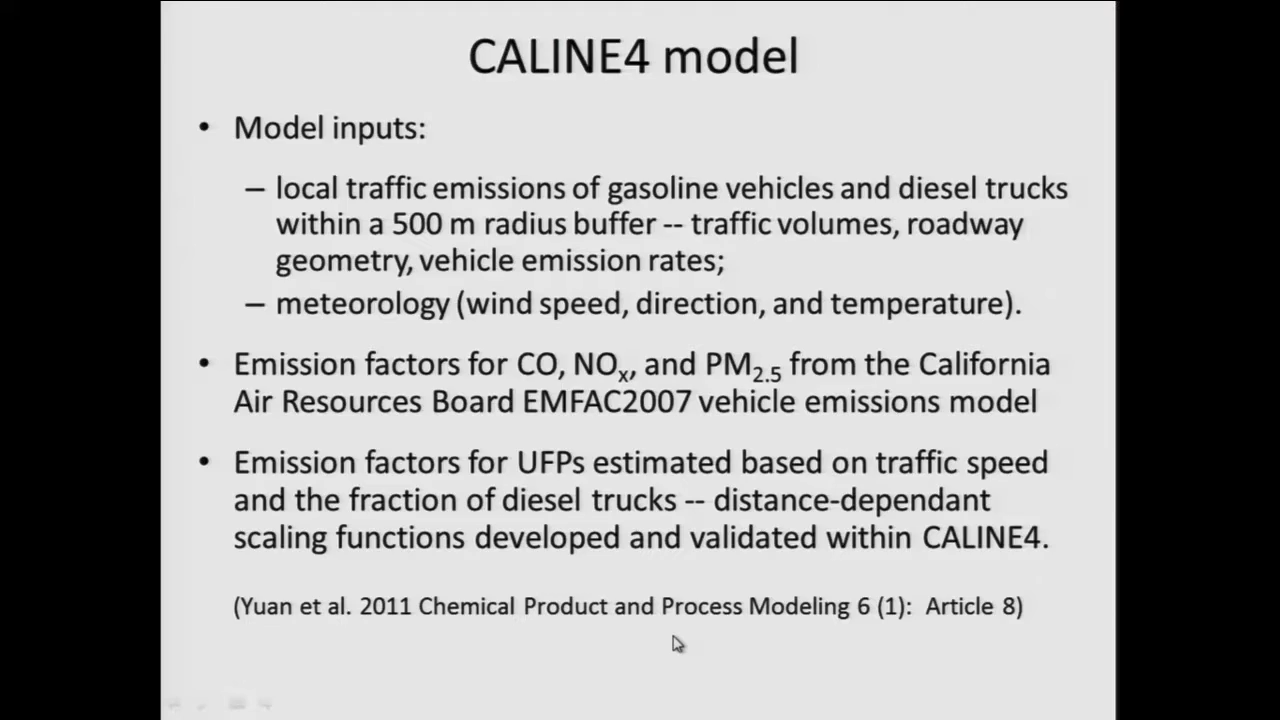 CALINE4 model
• Model inputs:
– local traffic emissions of gasoline vehicles and diesel trucks
within a 500 m radius buffer -- traffic volumes, roadway
geometry, vehicle emission rates;
– meteorology (wind speed, direction, and temperature).
• Emission factors for CO, NOx, and PM2.5 from the California
Air Resources Board EMFAC2007 vehicle emissions model
• Emission factors for UFPs estimated based on traffic speed
and the fraction of diesel trucks -- distance-dependant
scaling functions developed and validated within CALINE4.
(Yuan et al. 2011 Chemical Product and Process Modeling 6 (1): Article 8)